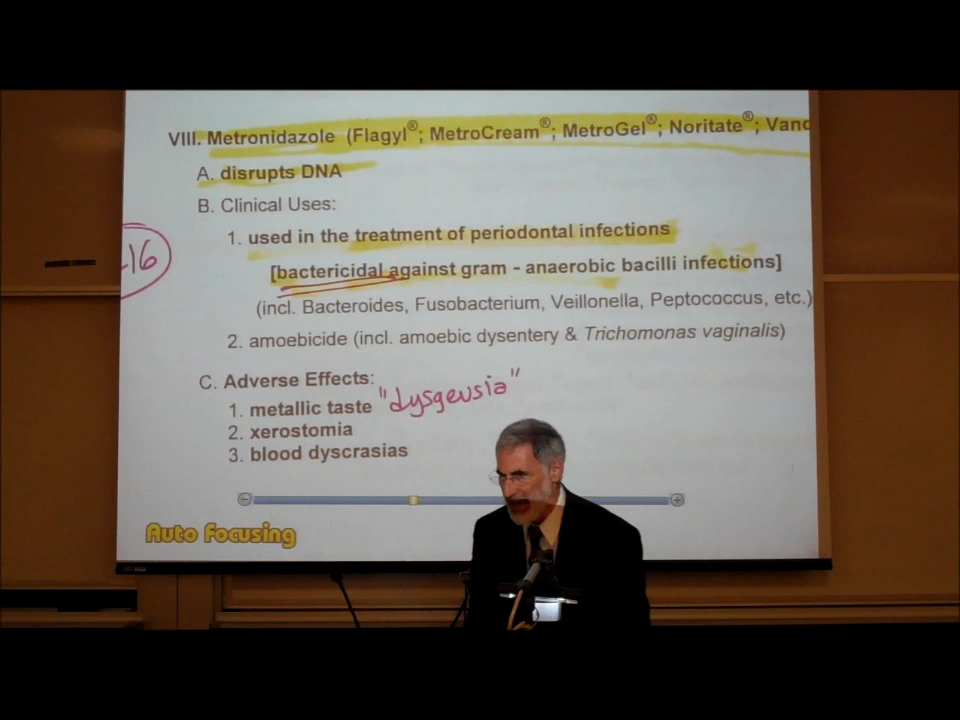 VIII. Metronidazole (Flagyl®; MetroCream®; MetroGel®; Noritate®; Vand
A. disrupts DNA
B. Clinical Uses:
1. used in the treatment of periodontal infections
-16
[bactericidal against gram - anaerobic bacilli infections]
(incl. Bacteroides, Fusobacterium, Veillonella, Peptococcus, etc.)
2. amoebicide (incl. amoebic dysentery & Trichomonas vaginalis)
C. Adverse Effects:
1. metallic taste "dysgeusia"
2. xerostomia
3. blood dyscrasias
Auto Focusing